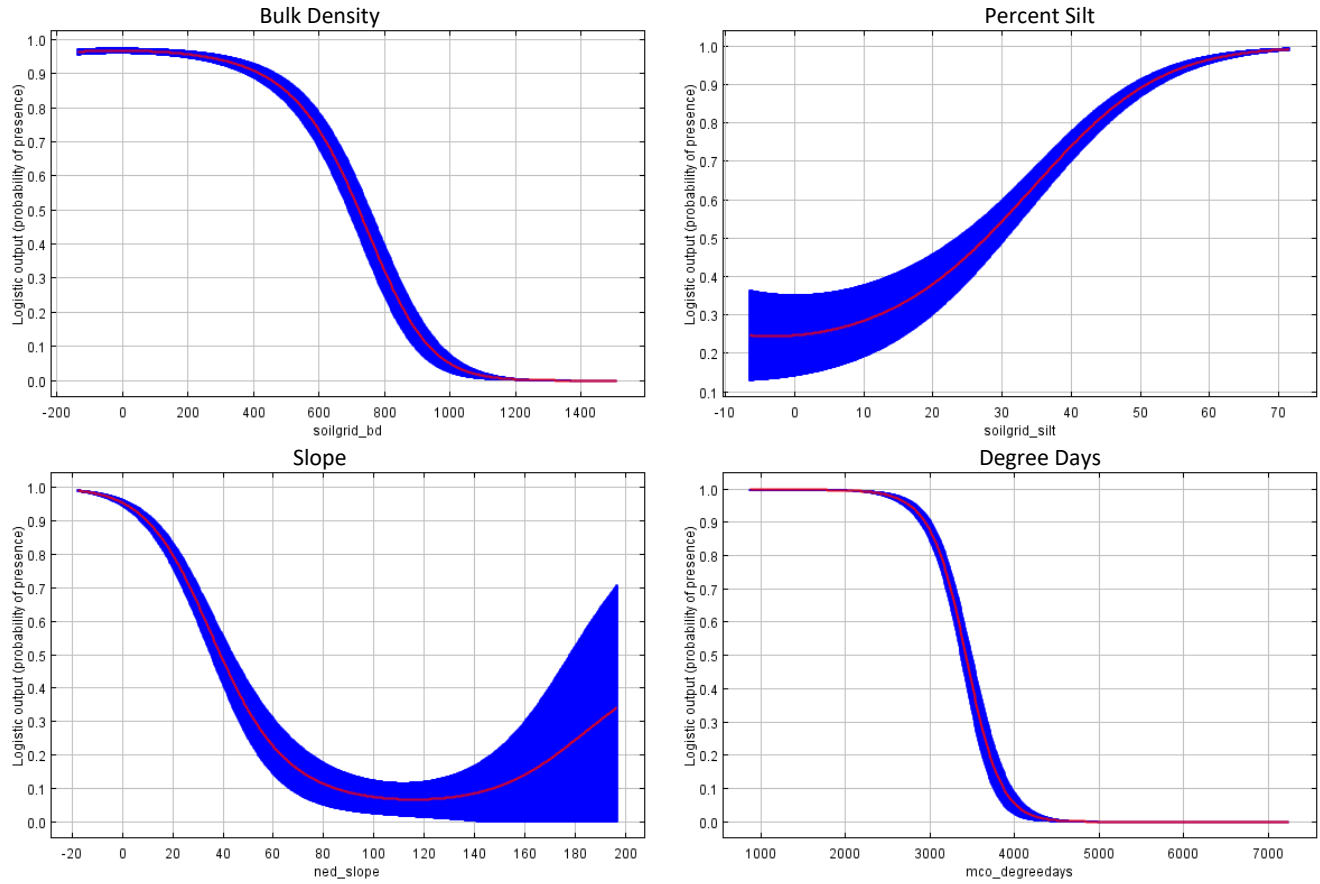 Bulk Density
Logistic output (probability of presence)
1.0
0.9
0.8
0.7
0.6
0.5
0.4
0.3
0.2
0.1
0.0
-200 0 200 400 600 800 1000 1200 1400
soilgrid_bd
Percent Silt
Logistic output (probability of presence)
1.0
0.9
0.8
0.7
0.6
0.5
0.4
0.3
0.2
0.1
-10 0 10 20 30 40 50 60 70
soilgrid_silt
Slope
Logistic output (probability of presence)
1.0
0.9
0.8
0.7
0.6
0.5
0.4
0.3
0.2
0.1
0.0
-20 0 20 40 60 80 100 120 140 160 180 200
ned_slope
Degree Days
Logistic output (probability of presence)
1.0
0.9
0.8
0.7
0.6
0.5
0.4
0.3
0.2
0.1
0.0
1000 2000 3000 4000 5000 6000 7000
mco_degreedays